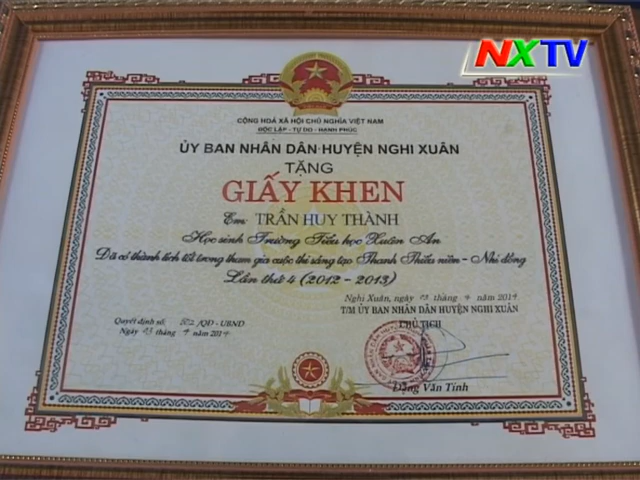 NXTV
CỘNG HOÀ XÃ HỘI CHỦ NGHĨA VIỆT NAM
ĐỘC LẬP - TỰ DO - HẠNH PHÚC
ỦY BAN NHÂN DÂN HUYỆN NGHI XUÂN
TẶNG
GIẤY KHEN
Em: TRẦN HUY THÀNH
Học sinh Trường Tiểu học Xuân An
Đã có thành tích tốt trong tham gia cuộc thi sáng tạo Thanh Thiếu niên - Nhi đồng
Lần thứ 4 (2012 - 2013)
Nghi Xuân, ngày 03 tháng 4 năm 2014
T/M ỦY BAN NHÂN DÂN HUYỆN NGHI XUÂN
CHỦ TỊCH
Quyết định số: /QĐ - UBND
Ngày 03 tháng 4 năm 2014
Đặng Văn Tính